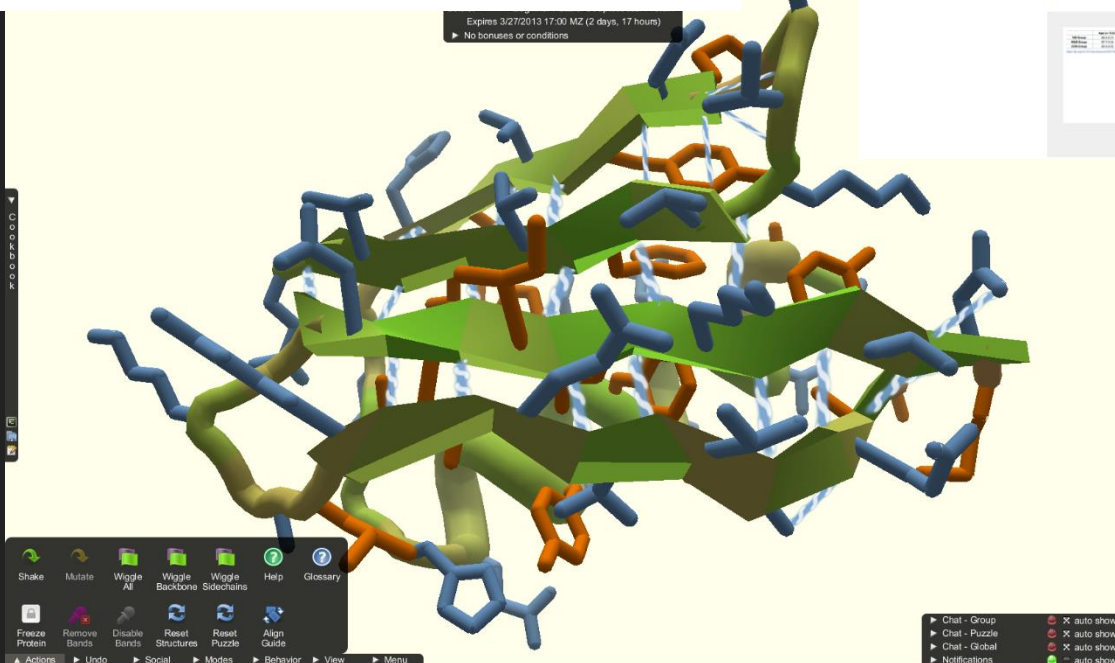 Expires 3/27/2013 17:00 MZ (2 days, 17 hours)
► No bonuses or conditions
▼ Cookbook
Shake
Mutate
Wiggle All
Wiggle Backbone
Wiggle Sidechains
Help
Glossary
Freeze Protein
Remove Bands
Disable Bands
Reset Structures
Reset Puzzle
Align Guide
▲ Actions ► Undo ► Social ► Modes ► Behavior ► View ► Menu
► Chat - Group x auto show
► Chat - Puzzle x auto show
► Chat - Global x auto show
► Notifications auto show